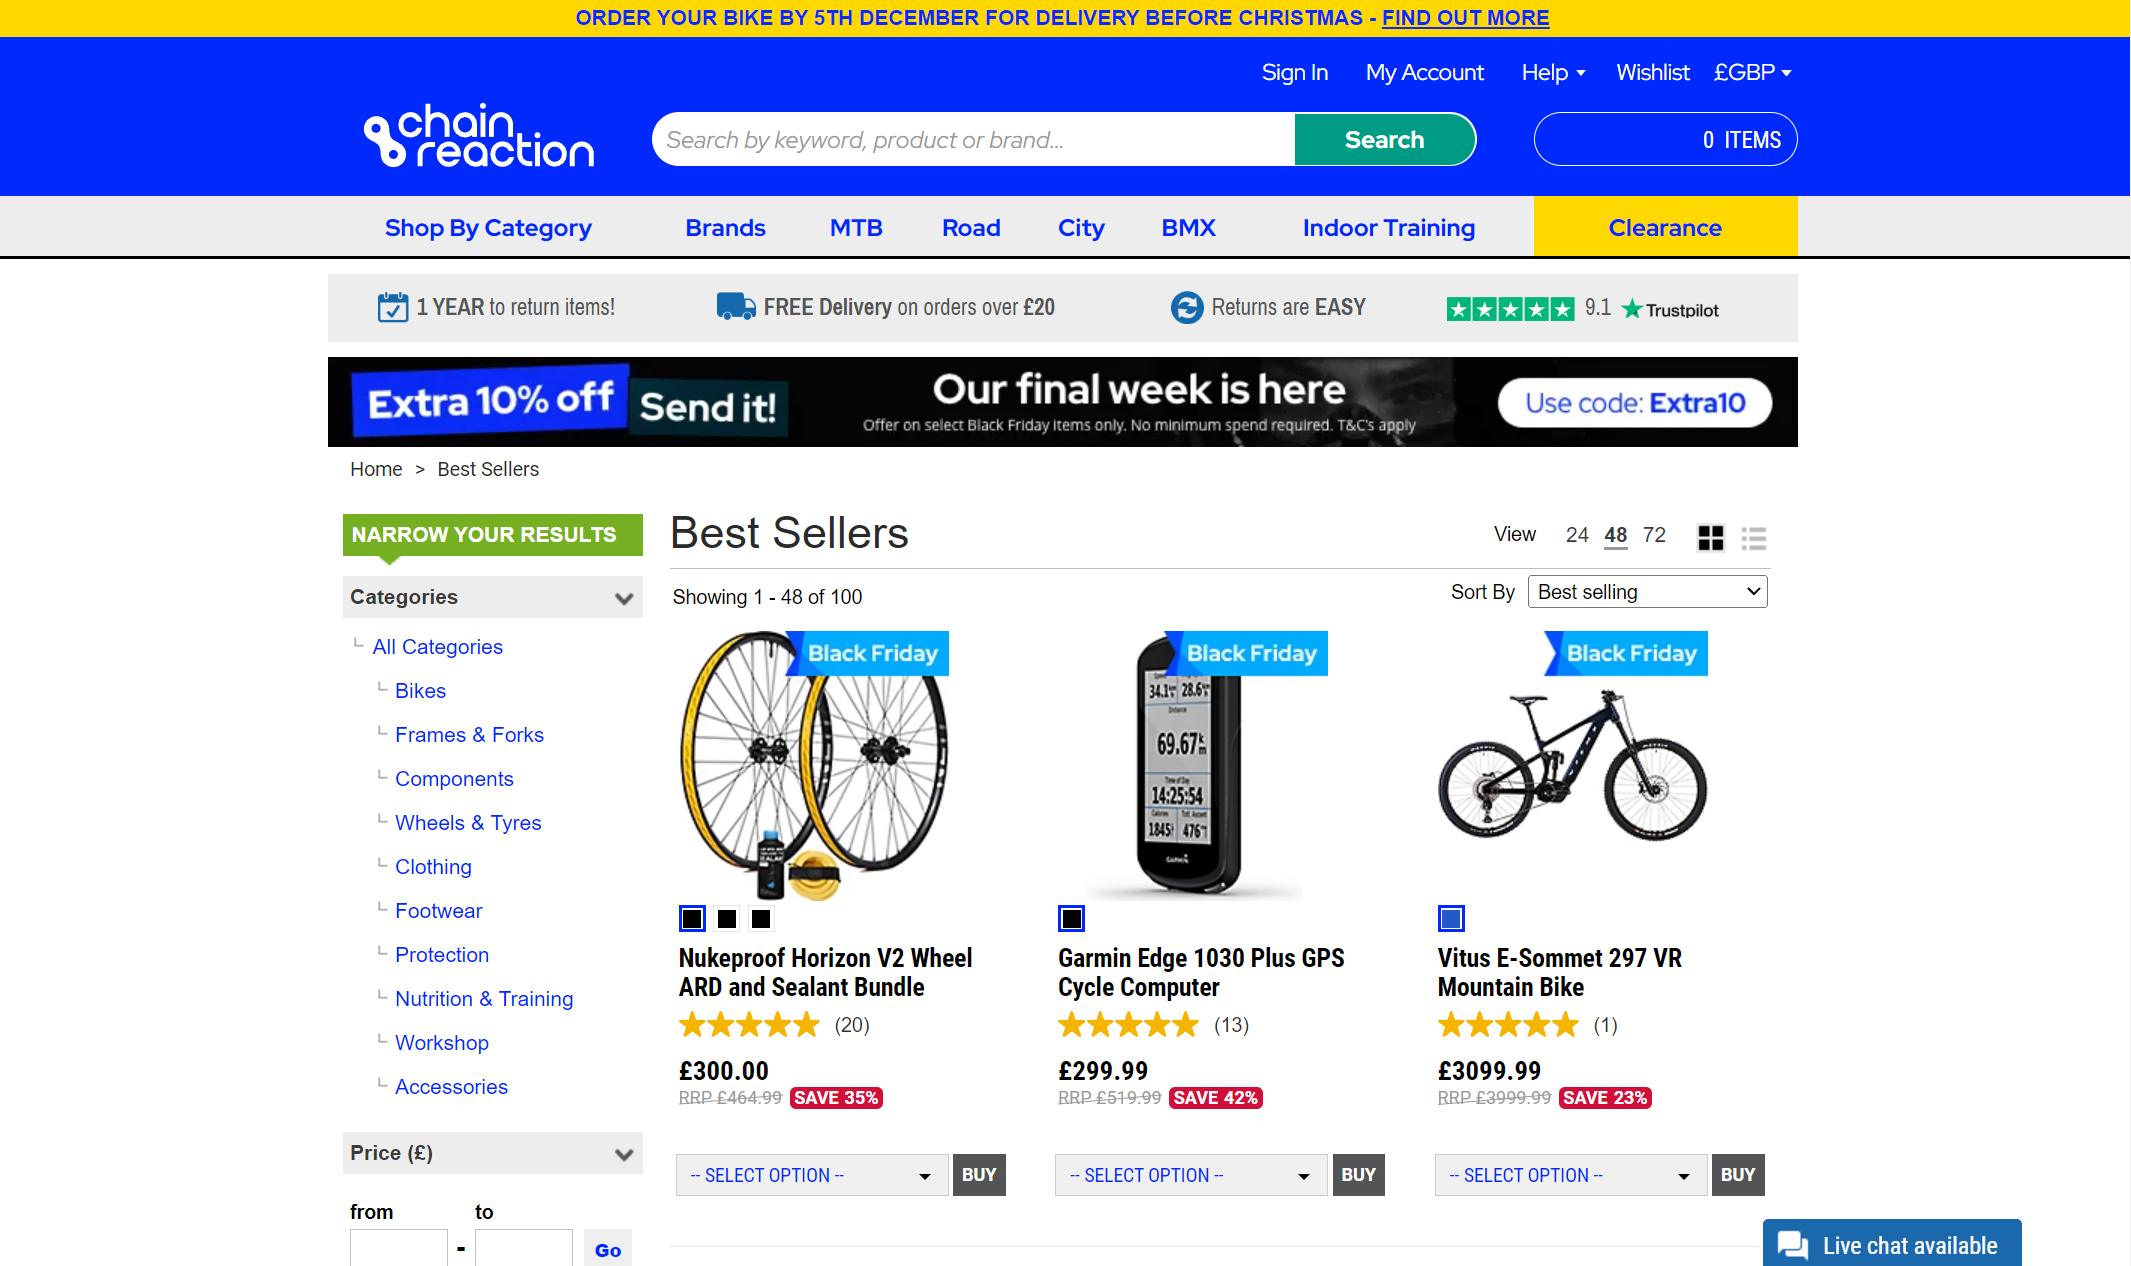 ORDER YOUR BIKE BY 5TH DECEMBER FOR DELIVERY BEFORE CHRISTMAS - FIND OUT MORE
Sign In My Account Help Wishlist £GBP
chain reaction
Search by keyword, product or brand...
Search
0 ITEMS
Shop By Category Brands MTB Road City BMX Indoor Training Clearance
1 YEAR to return items!
FREE Delivery on orders over £20
Returns are EASY
9.1 Trustpilot
Extra 10% off Send it!
Our final week is here
Offer on select Black Friday items only. No minimum spend required. T&C's apply
Use code: Extra10
Home > Best Sellers
NARROW YOUR RESULTS
Categories
All Categories
Bikes
Frames & Forks
Components
Wheels & Tyres
Clothing
Footwear
Protection
Nutrition & Training
Workshop
Accessories
Price (£)
from to
-
Go
Best Sellers
View 24 48 72
Showing 1 - 48 of 100
Sort By Best selling
Black Friday
Nukeproof Horizon V2 Wheel
ARD and Sealant Bundle
(20)
£300.00
RRP £464.99 SAVE 35%
-- SELECT OPTION -- BUY
Black Friday
34.1 28.6
Distance
69.67
Time of Day
14:25:54
Calories
1845 476
GARMIN
Garmin Edge 1030 Plus GPS
Cycle Computer
(13)
£299.99
RRP £519.99 SAVE 42%
-- SELECT OPTION -- BUY
Black Friday
Vitus E-Sommet 297 VR
Mountain Bike
(1)
£3099.99
RRP £3999.99 SAVE 23%
-- SELECT OPTION -- BUY
Live chat available